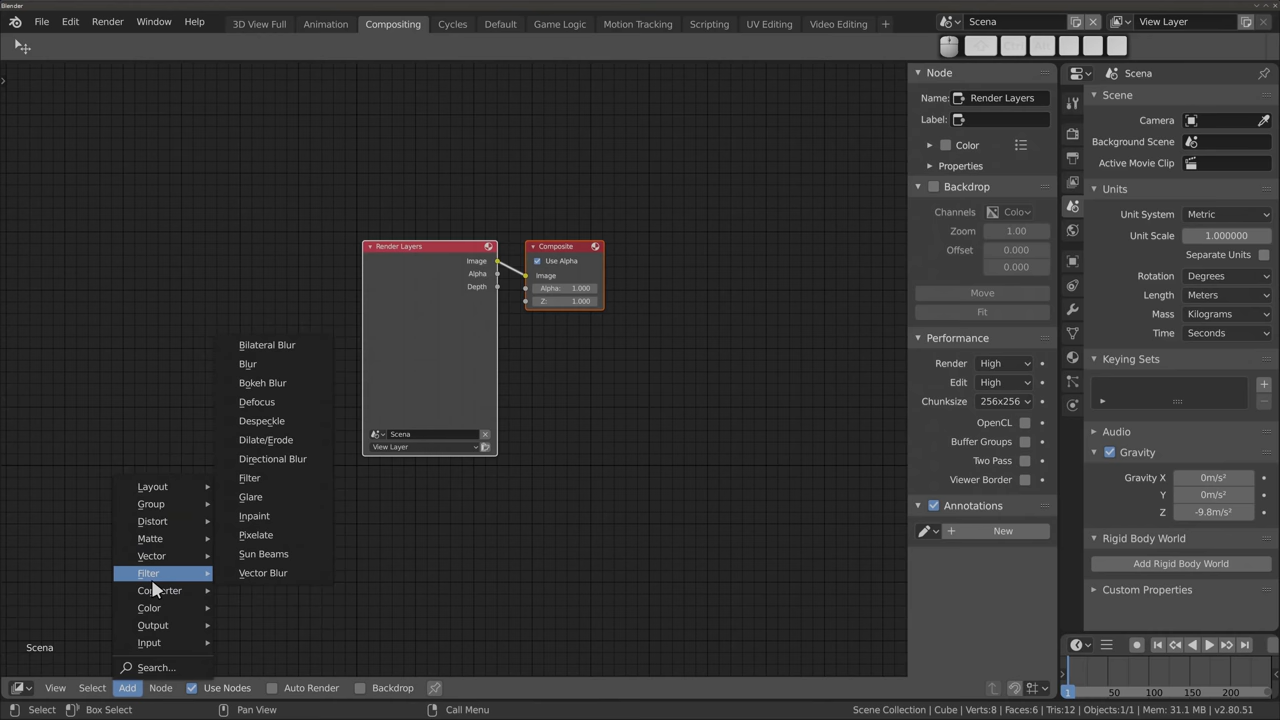 Blender
File Edit Render Window Help
3D View Full Animation Compositing Cycles Default Game Logic Motion Tracking Scripting UV Editing Video Editing
Scena
View Layer
Scena
Node
Name: Render Layers
Label:
Color
Properties
Backdrop
Channels Colo
Zoom 1.00
Offset 0.000
0.000
Move
Fit
Performance
Render High
Edit High
Chunksize 256x256
OpenCL
Buffer Groups
Two Pass
Viewer Border
Annotations
New
Scene
Camera
Background Scene
Active Movie Clip
Units
Unit System Metric
Unit Scale 1.000000
Separate Units
Rotation Degrees
Length Meters
Mass Kilograms
Time Seconds
Keying Sets
Audio
Gravity
Gravity X 0m/s²
Y 0m/s²
Z -9.8m/s²
Rigid Body World
Add Rigid Body World
Custom Properties
1 50 100 150 200
Render Layers
Image
Alpha
Depth
Scena
View Layer
Composite
Use Alpha
Image
Alpha: 1.000
Z: 1.000
Bilateral Blur
Blur
Bokeh Blur
Defocus
Despeckle
Dilate/Erode
Directional Blur
Filter
Glare
Inpaint
Pixelate
Sun Beams
Vector Blur
Layout
Group
Distort
Matte
Vector
Filter
Converter
Color
Output
Input
Search...
Scena
View Select Add Node Use Nodes Auto Render Backdrop
Select Box Select Pan View Call Menu
Scene Collection | Cube | Verts:8 | Faces:6 | Tris:12 | Objects:1/1 | Mem: 31.1 MB | v2.80.51